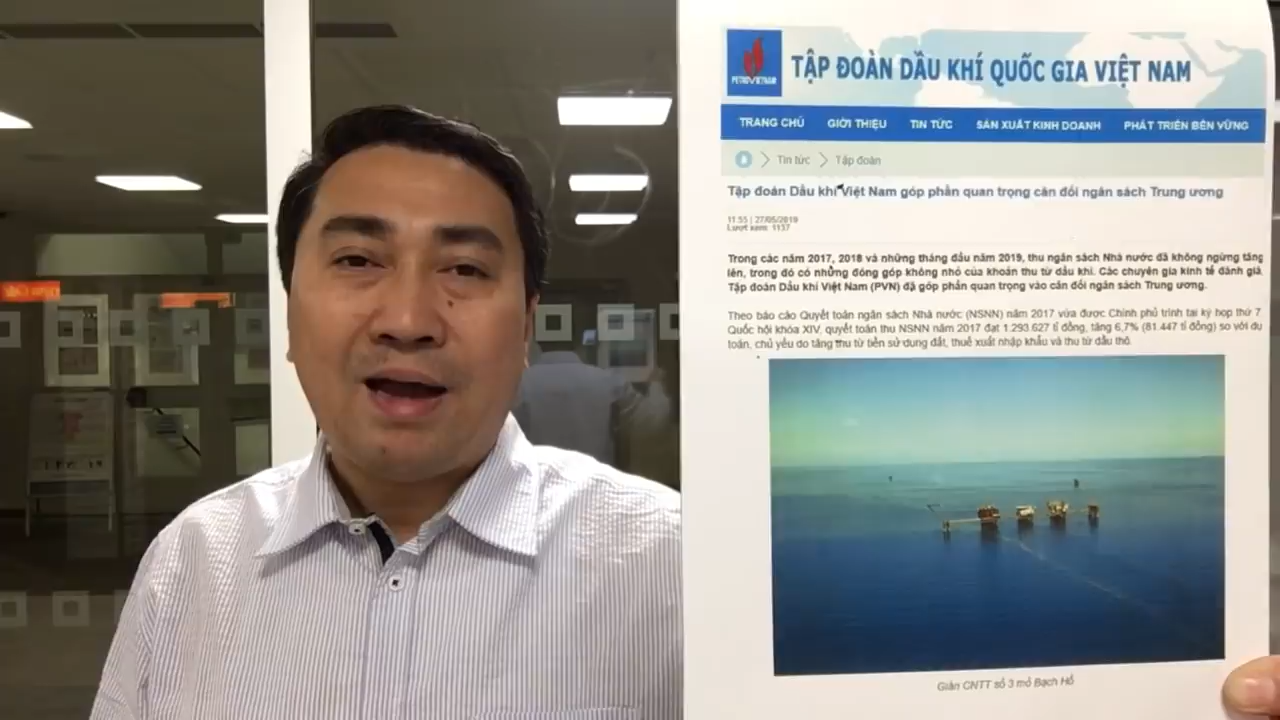 PETROVIETNAM
TẬP ĐOÀN DẦU KHÍ QUỐC GIA VIỆT NAM
TRANG CHỦ GIỚI THIỆU TIN TỨC SẢN XUẤT KINH DOANH PHÁT TRIỂN BỀN VỮNG
Tin tức Tập đoàn
Tập đoàn Dầu khí Việt Nam góp phần quan trọng cân đối ngân sách Trung ương
11:55 | 27/05/2019
Lượt xem: 1137
Trong các năm 2017, 2018 và những tháng đầu năm 2019, thu ngân sách Nhà nước đã không ngừng tăng
lên, trong đó có những đóng góp không nhỏ của khoản thu từ dầu khí. Các chuyên gia kinh tế đánh giá,
Tập đoàn Dầu khí Việt Nam (PVN) đã góp phần quan trọng vào cân đối ngân sách Trung ương.
Theo báo cáo Quyết toán ngân sách Nhà nước (NSNN) năm 2017 vừa được Chính phủ trình tại kỳ họp thứ 7
Quốc hội khóa XIV, quyết toán thu NSNN năm 2017 đạt 1.293.627 tỉ đồng, tăng 6,7% (81.447 tỉ đồng) so với dự
toán, chủ yếu do tăng thu từ tiền sử dụng đất, thuế xuất nhập khẩu và thu từ dầu thô.
Giàn CNTT số 3 mỏ Bạch Hổ